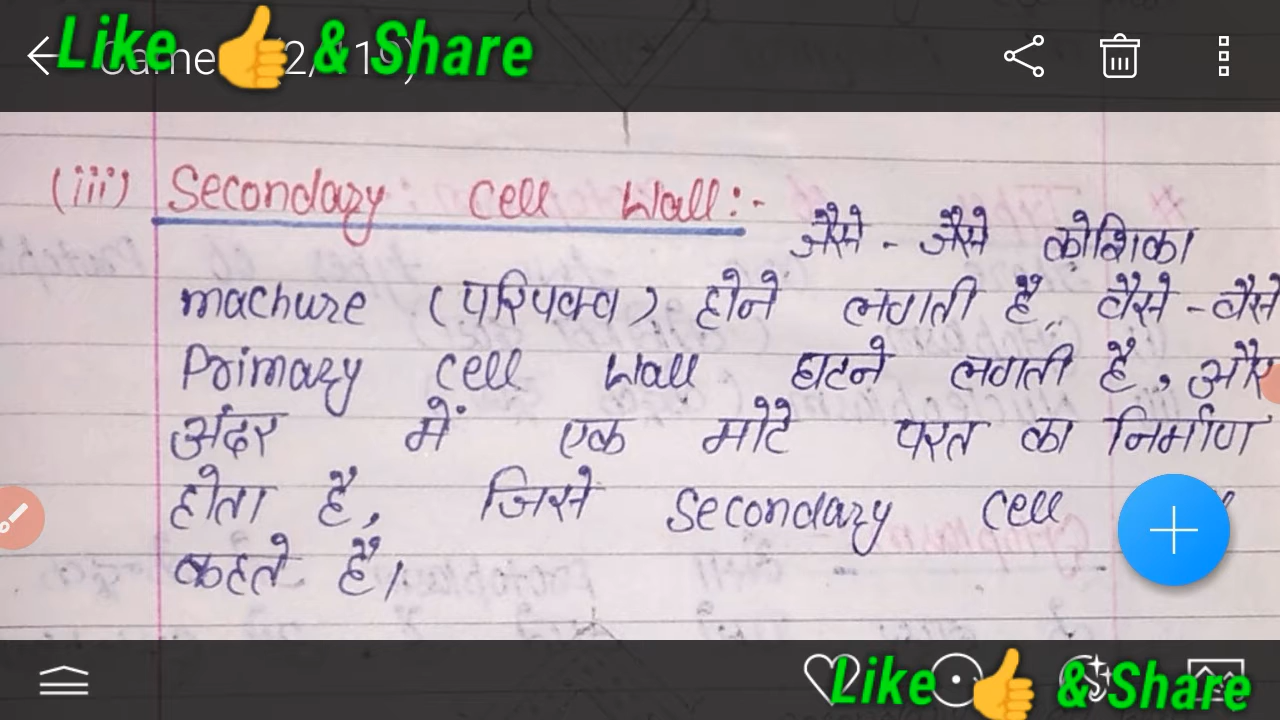 Like 👍 & Share
(iii) Secondary Cell Wall:-
जैसे - जैसे कोशिका
machure (परिपक्व) होने लगती है, वैसे - वैसे
Primary cell Wall घटने लगती है, और
अंदर में एक मोटे परत का निर्माण
होता है, जिसे Secondary cell
कहते हैं।
Like 👍 & Share